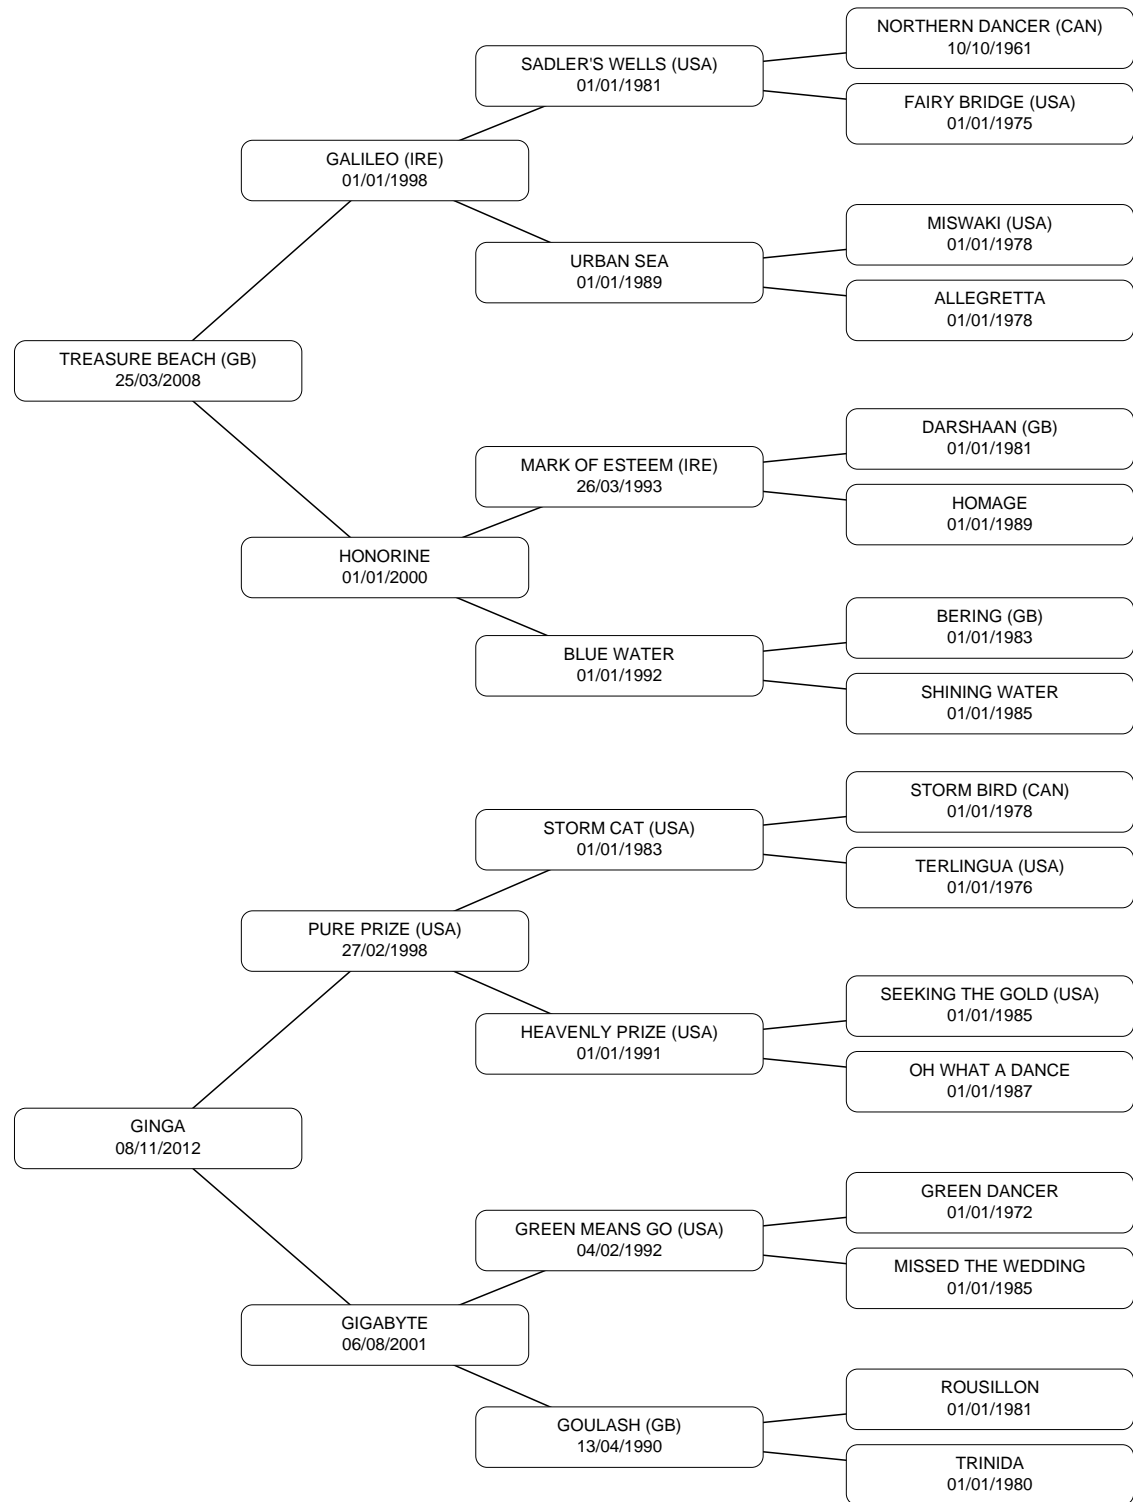 NORTHERN DANCER (CAN)
10/10/1961
SADLER'S WELLS (USA)
01/01/1981
FAIRY BRIDGE (USA)
01/01/1975
GALILEO (IRE)
01/01/1998
MISWAKI (USA)
01/01/1978
URBAN SEA
01/01/1989
ALLEGRETTA
01/01/1978
TREASURE BEACH (GB)
25/03/2008
DARSHAAN (GB)
01/01/1981
MARK OF ESTEEM (IRE)
26/03/1993
HOMAGE
01/01/1989
HONORINE
01/01/2000
BERING (GB)
01/01/1983
BLUE WATER
01/01/1992
SHINING WATER
01/01/1985
STORM BIRD (CAN)
01/01/1978
STORM CAT (USA)
01/01/1983
TERLINGUA (USA)
01/01/1976
PURE PRIZE (USA)
27/02/1998
SEEKING THE GOLD (USA)
01/01/1985
HEAVENLY PRIZE (USA)
01/01/1991
OH WHAT A DANCE
01/01/1987
GINGA
08/11/2012
GREEN DANCER
01/01/1972
GREEN MEANS GO (USA)
04/02/1992
MISSED THE WEDDING
01/01/1985
GIGABYTE
06/08/2001
ROUSILLON
01/01/1981
GOULASH (GB)
13/04/1990
TRINIDA
01/01/1980